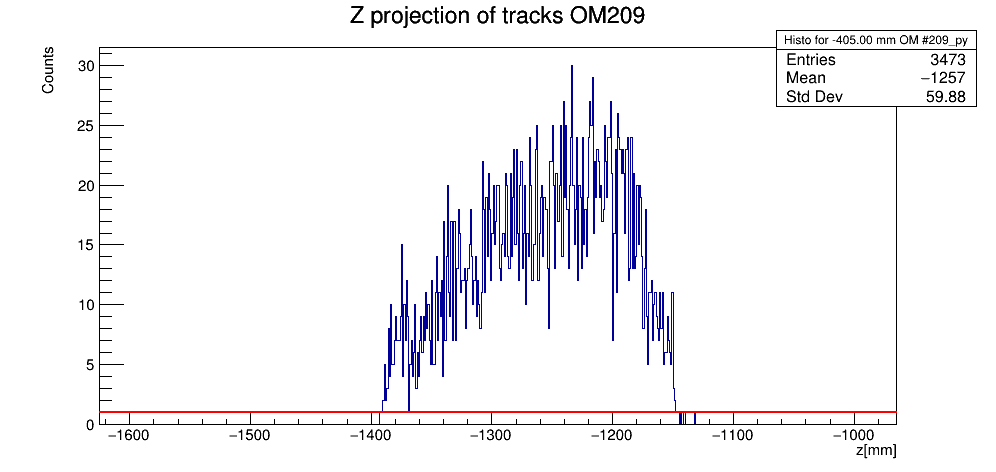 Z projection of tracks OM209
Histo for -405.00 mm OM #209_py
Entries 3473
Mean −1257
Std Dev 59.88
Counts
30
25
20
15
10
5
0
−1600 −1500 −1400 −1300 −1200 −1100 −1000
z[mm]